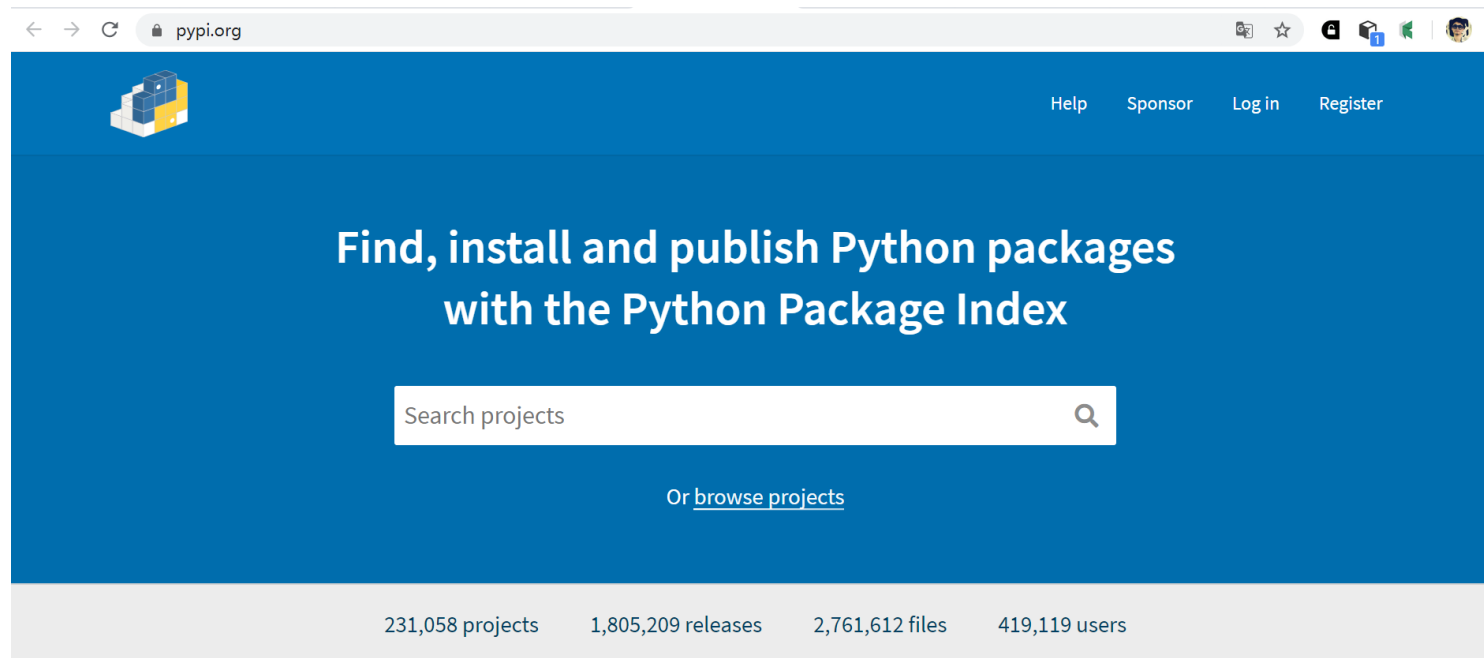 pypi.org
1
Help Sponsor Log in Register
Find, install and publish Python packages
with the Python Package Index
Search projects
Or browse projects
231,058 projects 1,805,209 releases 2,761,612 files 419,119 users